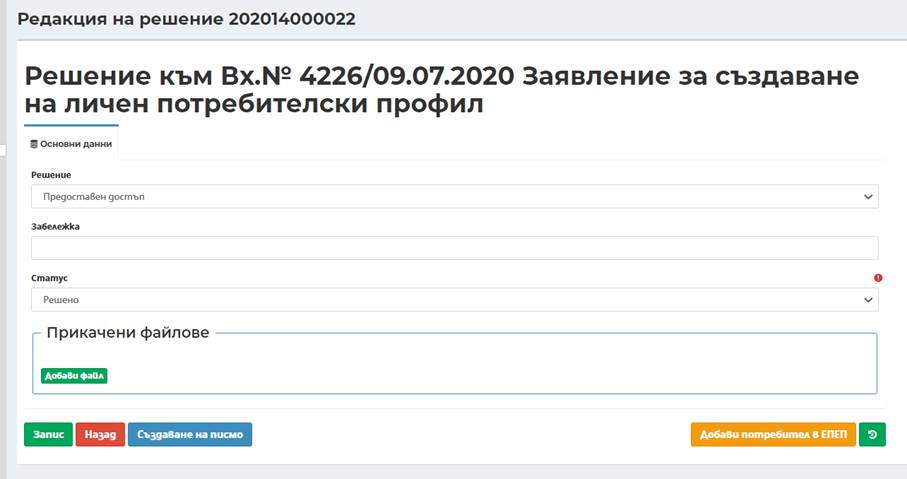 Редакция на решение 202014000022
Решение към Вх.№ 4226/09.07.2020 Заявление за създаване
на личен потребителски профил
Основни данни
Решение
Предоставен достъп
Забележка
Статус
Решено
Прикачени файлове
Добави файл
Запис Назад Създаване на писмо Добави потребител в ЕПЕП